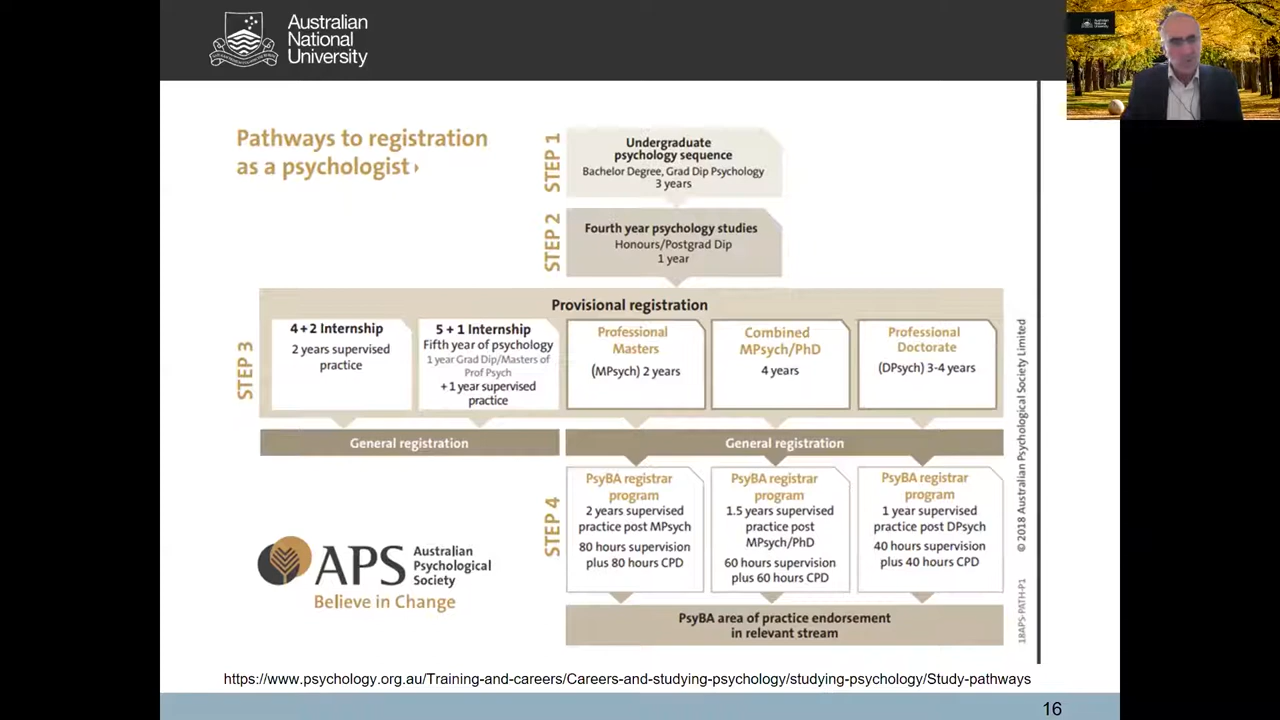 Australian
National
University
Pathways to registration
as a psychologist ›
STEP 1
Undergraduate
psychology sequence
Bachelor Degree, Grad Dip Psychology
3 years
STEP 2
Fourth year psychology studies
Honours/Postgrad Dip
1 year
STEP 3
Provisional registration
4 + 2 Internship
2 years supervised
practice
5 + 1 Internship
Fifth year of psychology
1 year Grad Dip/Masters of
Prof Psych
+ 1 year supervised
practice
Professional
Masters
(MPsych) 2 years
Combined
MPsych/PhD
4 years
Professional
Doctorate
(DPsych) 3-4 years
General registration
General registration
STEP 4
PsyBA registrar
program
2 years supervised
practice post MPsych
80 hours supervision
plus 80 hours CPD
PsyBA registrar
program
1.5 years supervised
practice post
MPsych/PhD
60 hours supervision
plus 60 hours CPD
PsyBA registrar
program
1 year supervised
practice post DPsych
40 hours supervision
plus 40 hours CPD
PsyBA area of practice endorsement
in relevant stream
APS
Australian
Psychological
Society
Believe in Change
© 2018 Australian Psychological Society Limited
18APS-PATH-P1
https://www.psychology.org.au/Training-and-careers/Careers-and-studying-psychology/studying-psychology/Study-pathways
16